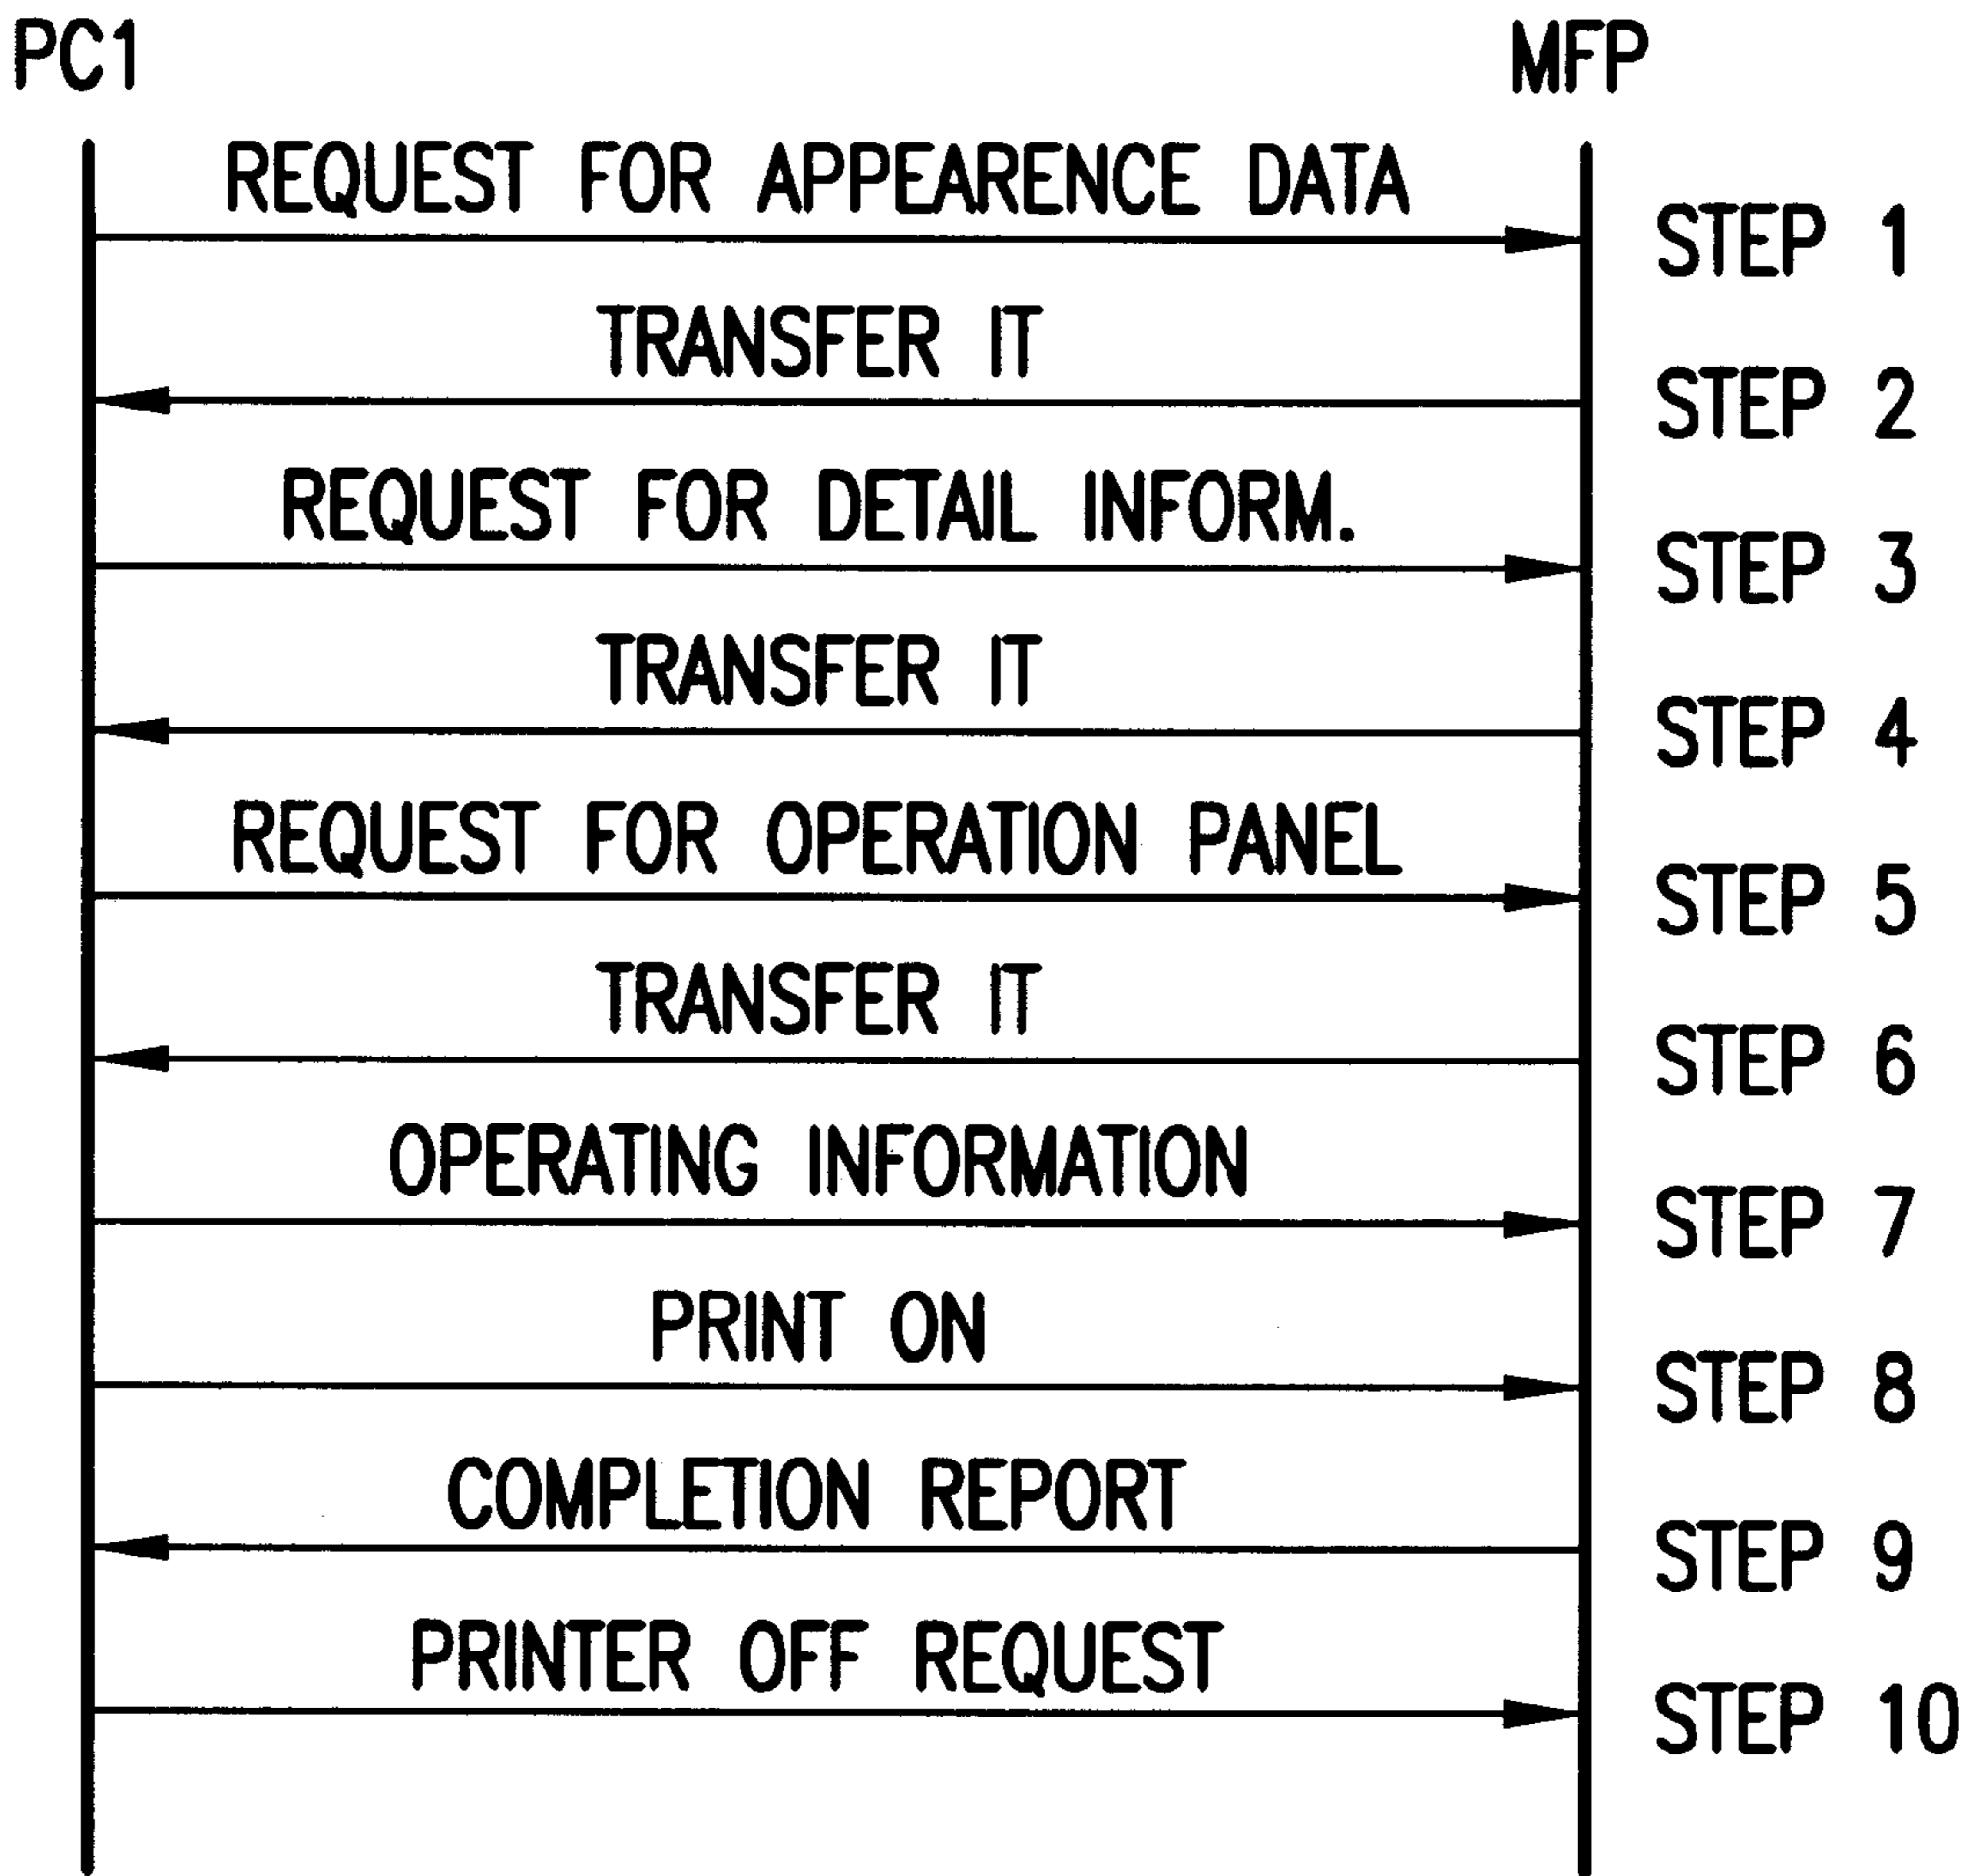 PC1 MFP
REQUEST FOR APPEARENCE DATA
STEP 1
TRANSFER IT
STEP 2
REQUEST FOR DETAIL INFORM.
STEP 3
TRANSFER IT
STEP 4
REQUEST FOR OPERATION PANEL
STEP 5
TRANSFER IT
STEP 6
OPERATING INFORMATION
STEP 7
PRINT ON
STEP 8
COMPLETION REPORT
STEP 9
PRINTER OFF REQUEST
STEP 10